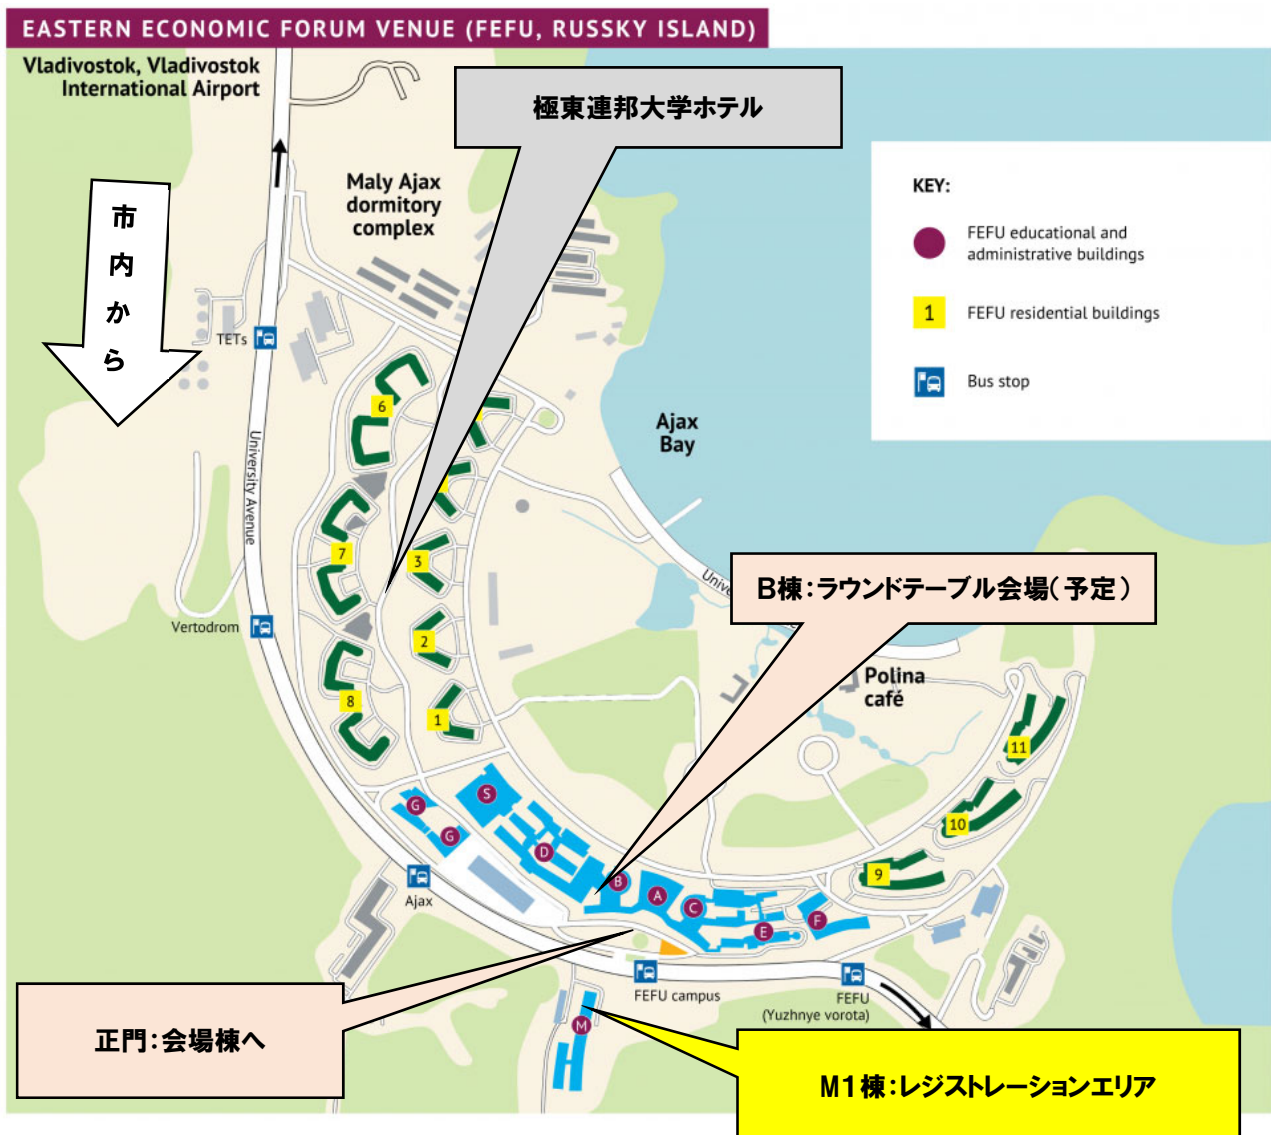 EASTERN ECONOMIC FORUM VENUE (FEFU, RUSSKY ISLAND)
Vladivostok, Vladivostok
International Airport
極東連邦大学ホテル
市
内
か
ら
Maly Ajax
dormitory
complex
KEY:
FEFU educational and
administrative buildings
1
FEFU residential buildings
Bus stop
TETs
6
Ajax
Bay
University Avenue
7
3
B棟:ラウンドテーブル会場(予定)
Vertodrom
2
Polina
café
8
1
11
S
G
G
D
10
B
A
C
9
E
F
Ajax
FEFU campus
FEFU
(Yuzhnye vorota)
正門:会場棟へ
M
M1棟:レジストレーションエリア